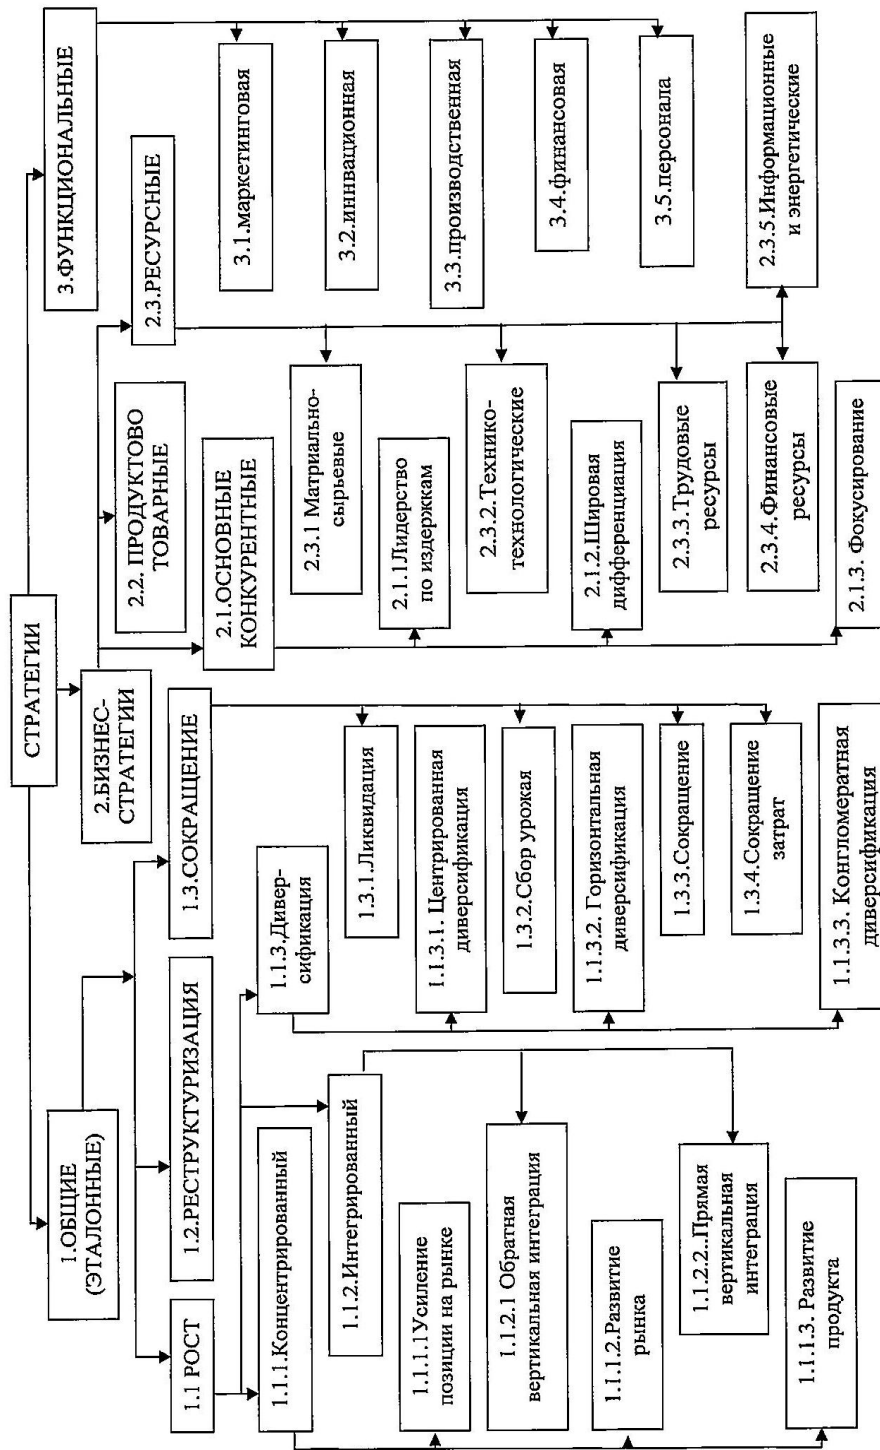 СТРАТЕГИИ
1.ОБЩИЕ
(ЭТАЛОННЫЕ)
2.БИЗНЕС-
СТРАТЕГИИ
3.ФУНКЦИОНАЛЬНЫЕ
1.1 РОСТ
1.2.РЕСТРУКТУРИЗАЦИЯ
1.3.СОКРАЩЕНИЕ
2.1.ОСНОВНЫЕ
КОНКУРЕНТНЫЕ
2.2. ПРОДУКТОВО
ТОВАРНЫЕ
2.3.РЕСУРСНЫЕ
1.1.1.Концентрированный
1.1.2.Интегрированный
1.1.3.Дивер-
сификация
1.1.1.1Усиление
позиции на рынке
1.1.2.1 Обратная
вертикальная интеграция
1.1.1.2.Развитие
рынка
1.1.2.2..Прямая
вертикальная
интеграция
1.1.1.3. Развитие
продукта
1.3.1.Ликвидация
1.1.3.1. Центрированная
диверсификация
1.3.2.Сбор урожая
1.1.3.2. Горизонтальная
диверсификация
1.3.3.Сокращение
1.3.4.Сокращение
затрат
1.1.3.3. Конгломератная
диверсификация
2.3.1 Матриально-
сырьевые
2.1.1Лидерство
по издержкам
2.3.2.Технико-
технологические
2.1.2.Шировая
дифференциация
2.3.3.Трудовые
ресурсы
2.3.4.Финансовые
ресурсы
2.1.3. Фокусирование
2.3.5.Информационные
и энергетические
3.1.маркетинговая
3.2.иннвационная
3.3.производственная
3.4.финансовая
3.5.персонала